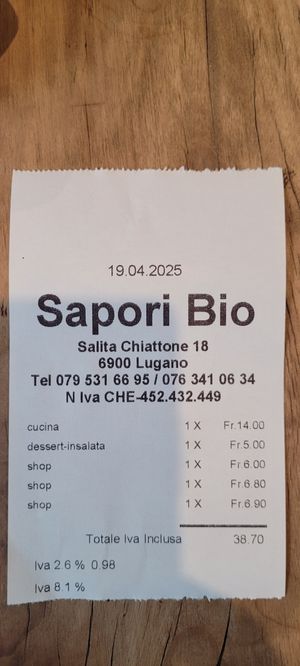 19.04.2025
Sapori Bio
Salita Chiattone 18
6900 Lugano
Tel 079 531 66 95 / 076 341 06 34
N Iva CHE-452.432.449
cucina 1 X Fr.14.00
dessert-insalata 1 X Fr.5.00
shop 1 X Fr.6.00
shop 1 X Fr.6.80
shop 1 X Fr.6.90
Totale Iva Inclusa 38.70
Iva 2.6 % 0.98
Iva 8.1 %